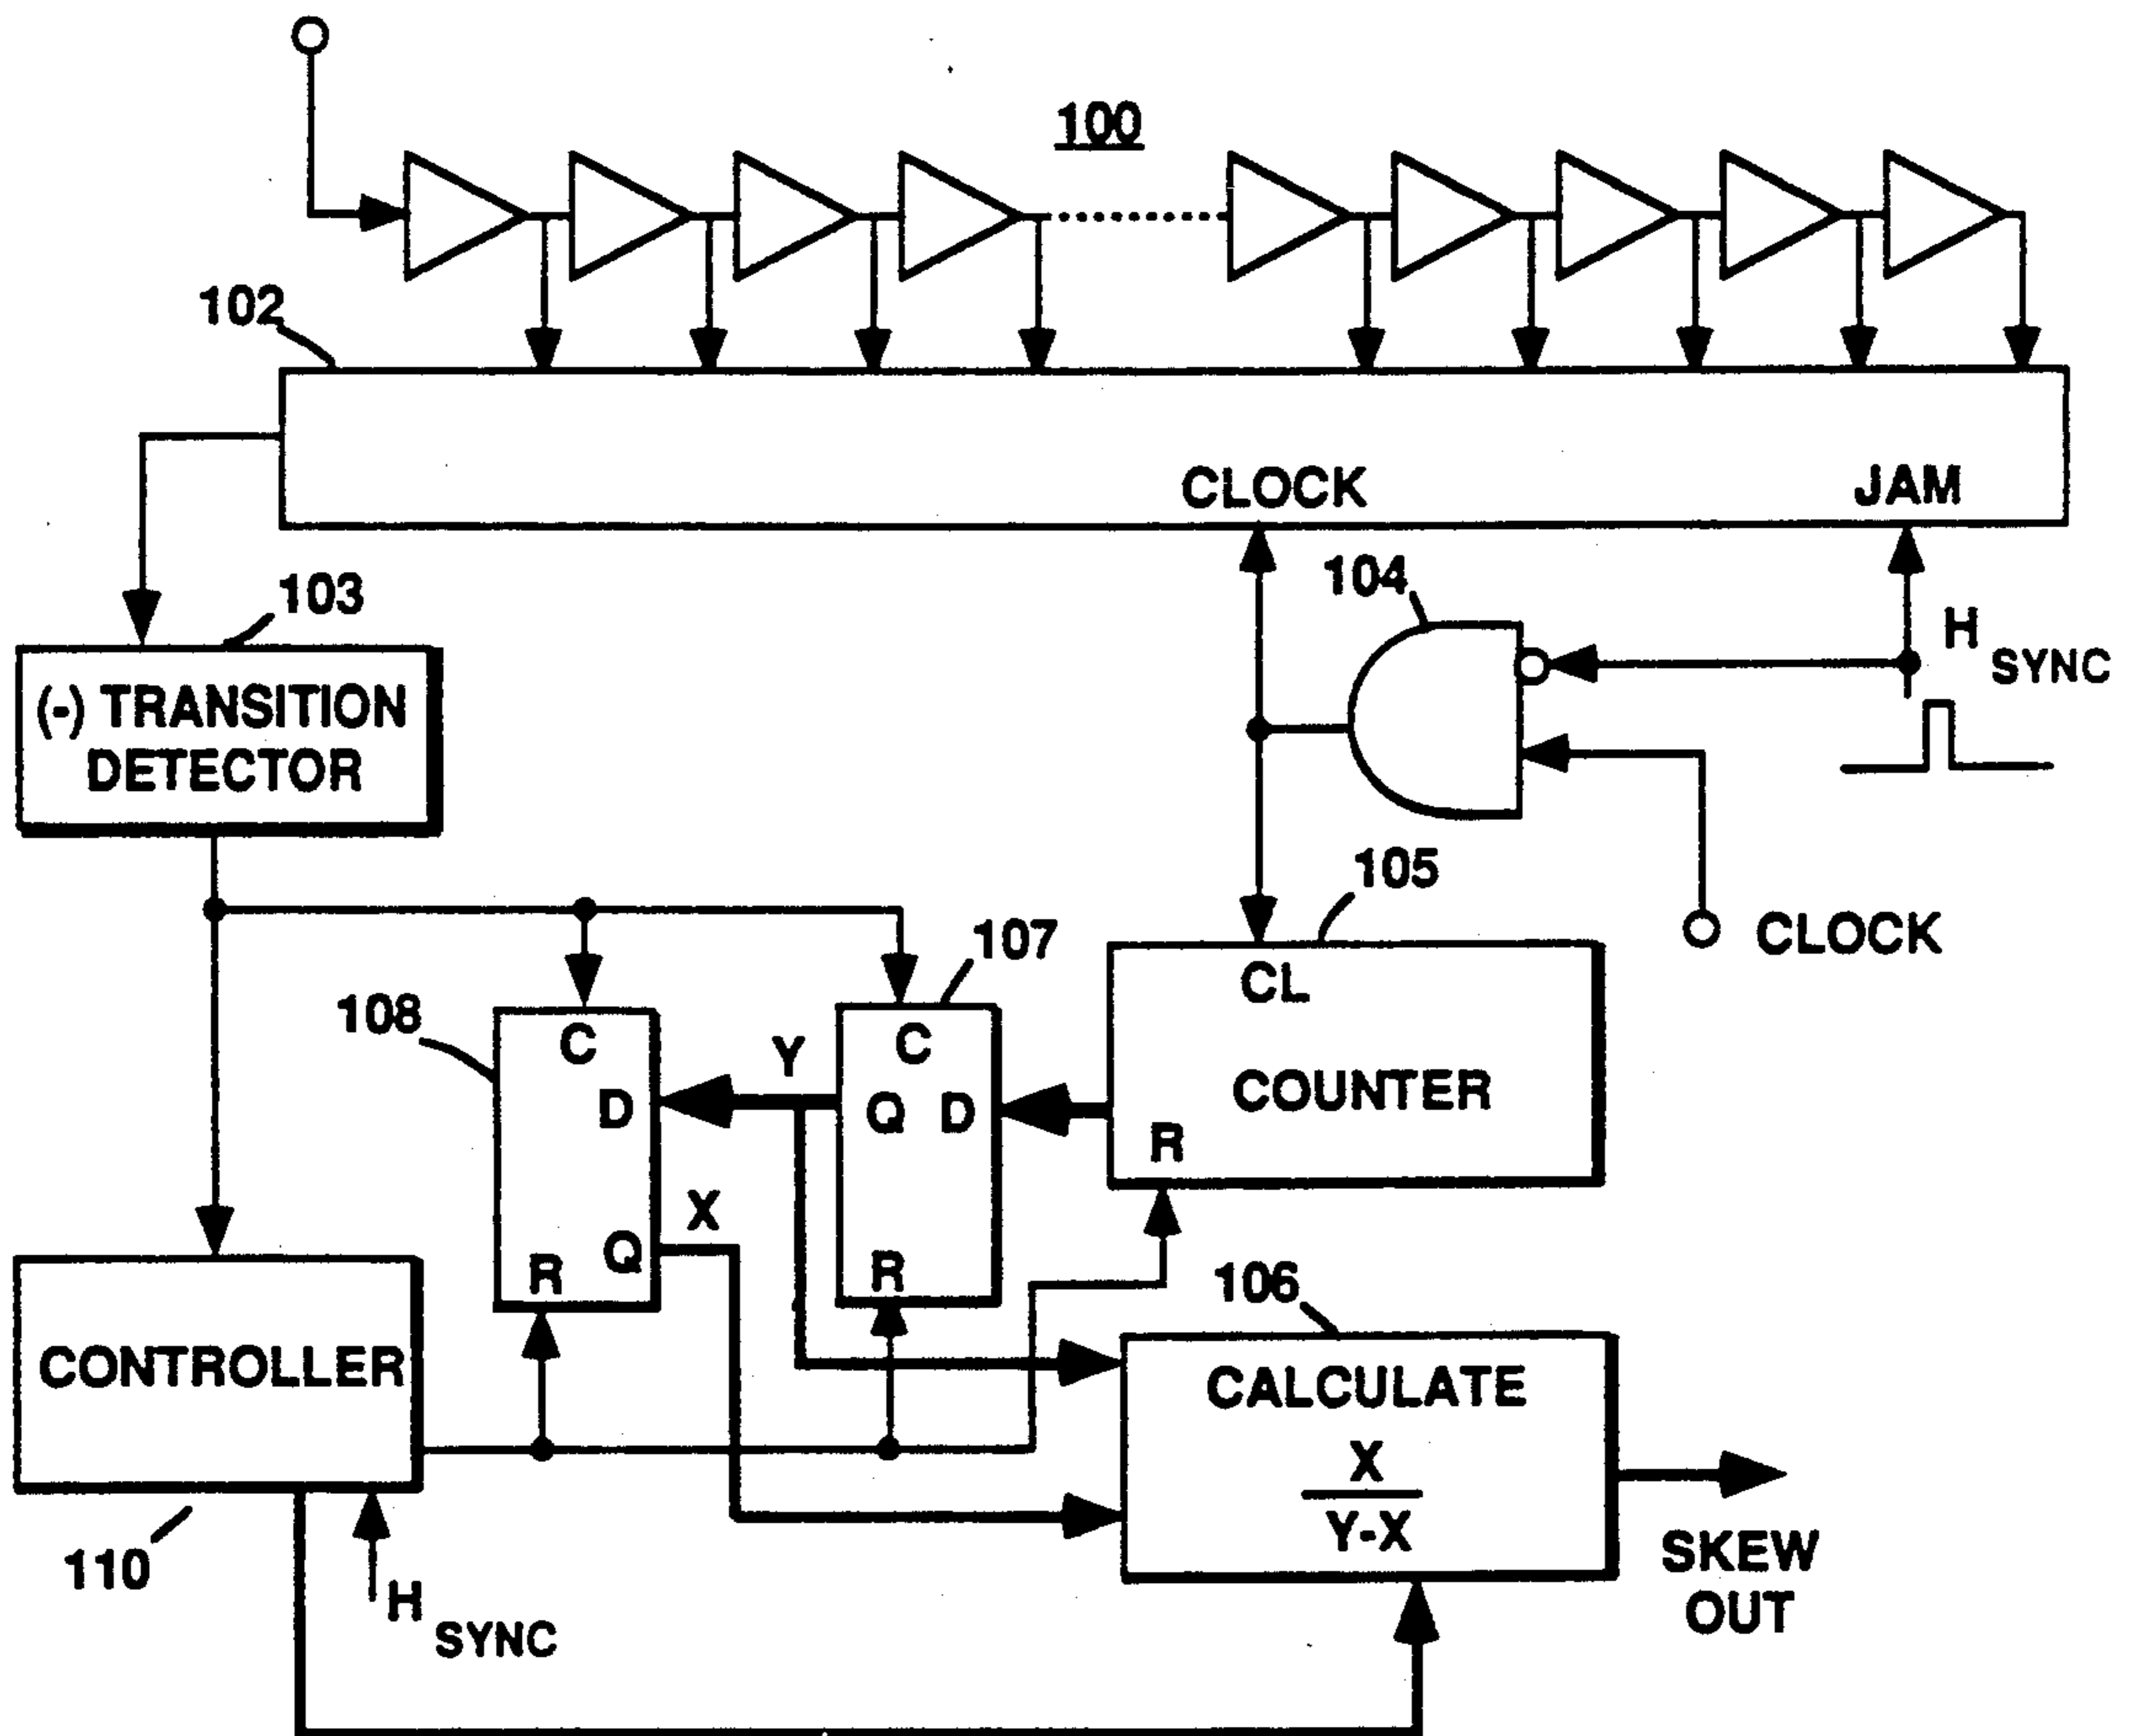 100
102
CLOCK
JAM
103
104
H SYNC
(-) TRANSITION
DETECTOR
105
CLOCK
107
CL
108
C
C
Y
D
Q
D
COUNTER
R
X
Q
R
R
106
CONTROLLER
CALCULATE
X
Y-X
SKEW
OUT
110
H SYNC